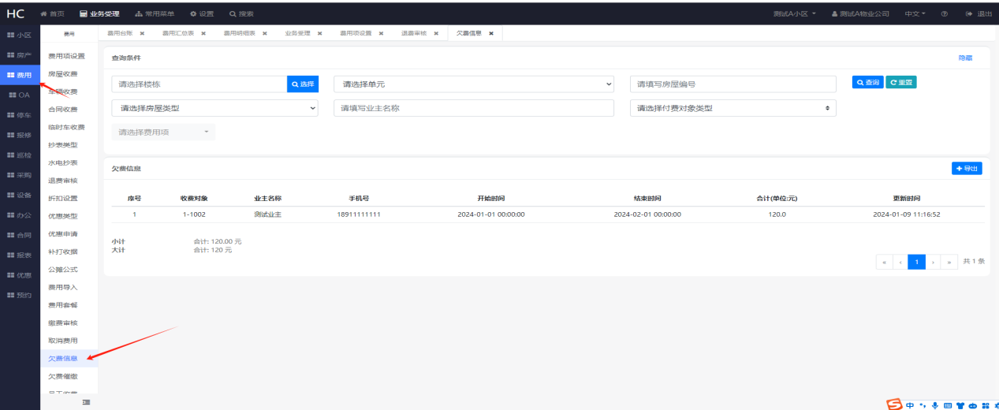 HC 首页 业务受理 常用菜单 设置 搜索 测试A小区 测试A物业公司 中文 退出
小区
房产
费用
OA
停车
报修
巡检
采购
设备
办公
合同
报表
优惠
预约
费用
费用项设置
房屋收费
车辆收费
合同收费
临时车收费
抄表类型
水电抄表
退费审核
折扣设置
优惠类型
优惠申请
补打收据
公摊公式
费用导入
费用套餐
缴费审核
取消费用
欠费信息
欠费催缴
费用台账 × 费用汇总表 × 费用明细表 × 业务受理 × 费用项设置 × 退费审核 × 欠费信息 ×
查询条件 隐藏
请选择楼栋 选择 请选择单元 请填写房屋编号 查询 重置
请选择房屋类型 请填写业主名称 请选择付费对象类型
请选择费用项
欠费信息 +导出
序号 收费对象 业主名称 手机号 开始时间 结束时间 合计(单位:元) 更新时间
1 1-1002 测试业主 18911111111 2024-01-01 00:00:00 2024-02-01 00:00:00 120.0 2024-01-09 11:16:52
小计 合计: 120.00 元
大计 合计: 120 元
« ‹ 1 › » 共 1 条
中